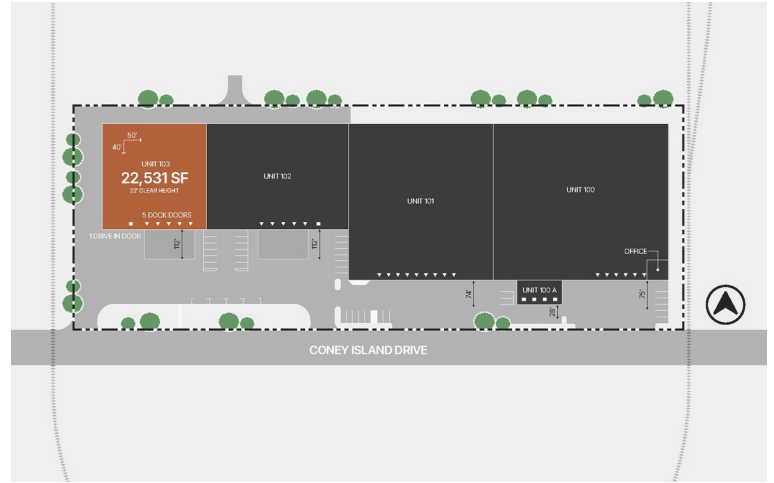 50'
40'
UNIT 103
22,531 SF
22' CLEAR HEIGHT
5 DOCK DOORS
1 DRIVE IN DOOR
112'
UNIT 102
112'
UNIT 101
UNIT 100
OFFICE
74'
UNIT 100 A
28'
75'
CONEY ISLAND DRIVE